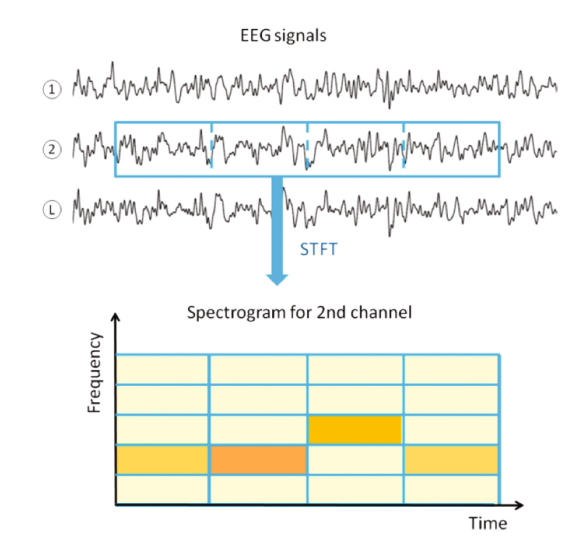 EEG signals
1
2
L
STFT
Spectrogram for 2nd channel
Frequency
Time